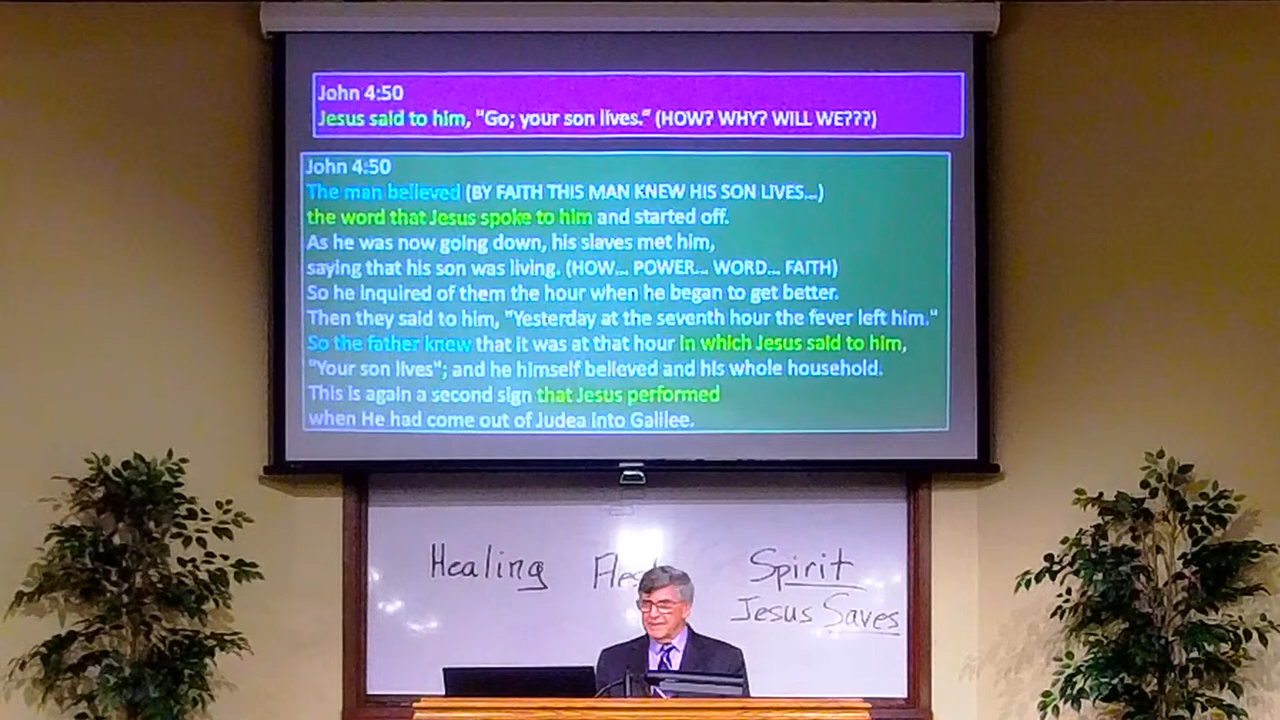 John 4:50
Jesus said to him, "Go; your son lives." (HOW? WHY? WILL WE???)
John 4:50
The man believed (BY FAITH THIS MAN KNEW HIS SON LIVES...)
the word that Jesus spoke to him and started off.
As he was now going down, his slaves met him,
saying that his son was living. (HOW... POWER... WORD... FAITH)
So he inquired of them the hour when he began to get better.
Then they said to him, "Yesterday at the seventh hour the fever left him."
So the father knew that it was at that hour in which Jesus said to him,
"Your son lives"; and he himself believed and his whole household.
This is again a second sign that Jesus performed
when He had come out of Judea into Galilee.
Healing Spirit
Jesus Saves